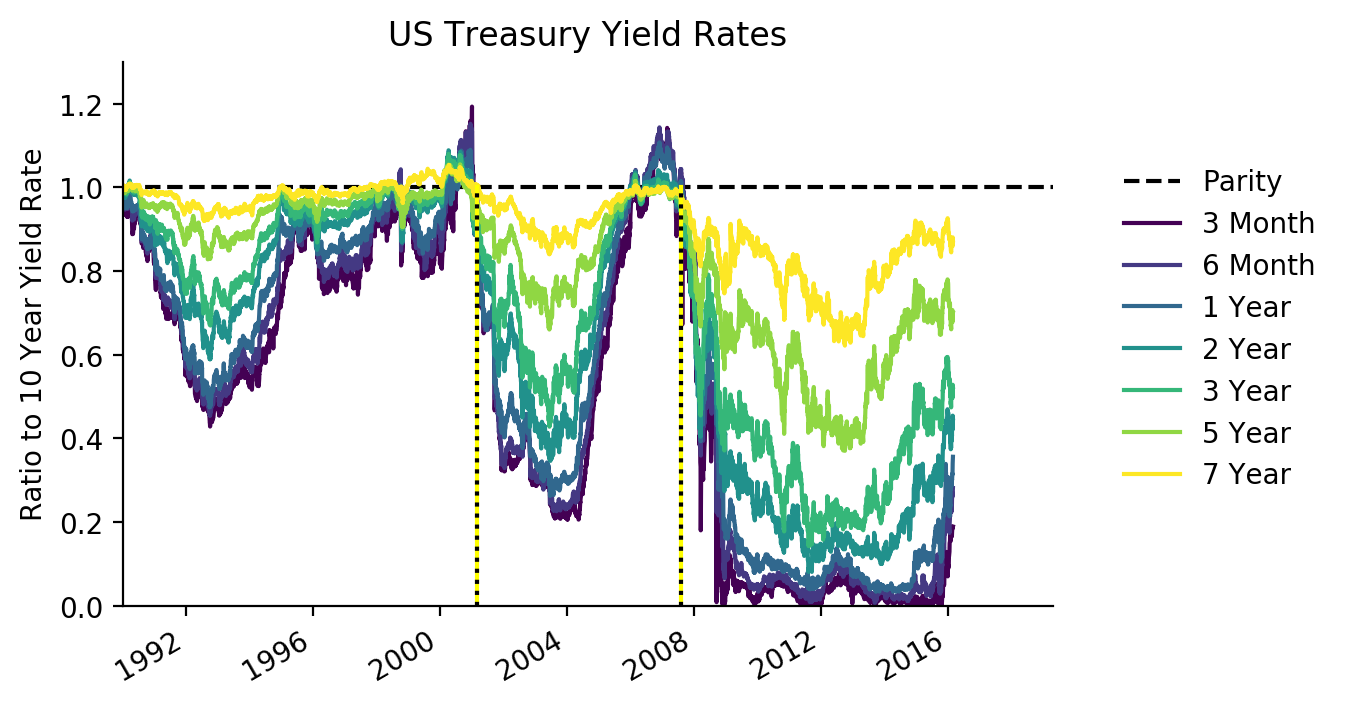 US Treasury Yield Rates
Ratio to 10 Year Yield Rate
1.2
1.0
0.8
0.6
0.4
0.2
0.0
1992
1996
2000
2004
2008
2012
2016
Parity
3 Month
6 Month
1 Year
2 Year
3 Year
5 Year
7 Year